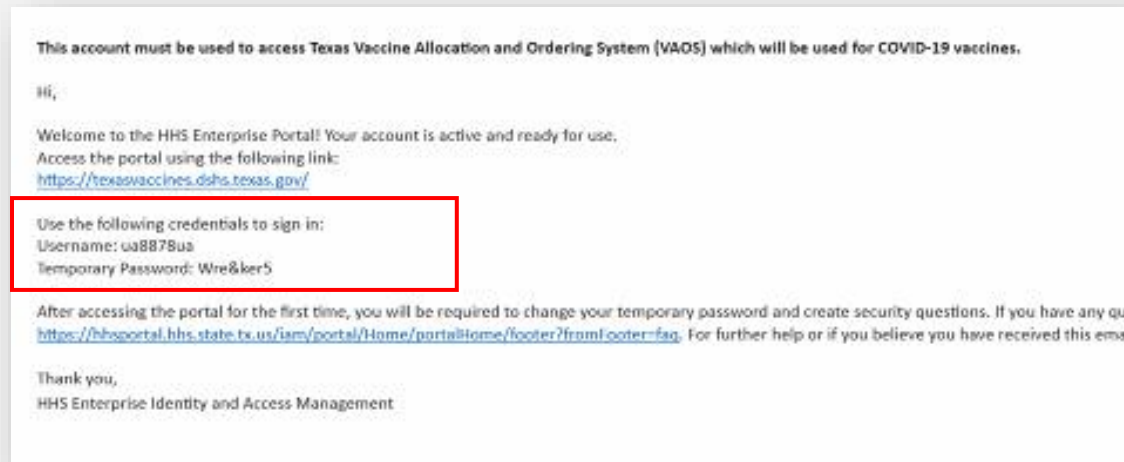 This account must be used to access Texas Vaccine Allocation and Ordering System (VAOS) which will be used for COVID-19 vaccines.
Hi,
Welcome to the HHS Enterprise Portal! Your account is active and ready for use.
Access the portal using the following link:
https://texasvaccines.dshs.texas.gov/
Use the following credentials to sign in:
Username: ua8878ua
Temporary Password: Wre&ker5
After accessing the portal for the first time, you will be required to change your temporary password and create security questions. If you have any qu
https://hhsportal.hhs.state.tx.us/iam/portal/Home/portalHome/footer?fromFooter=faq. For further help or if you believe you have received this ema
Thank you,
HHS Enterprise Identity and Access Management